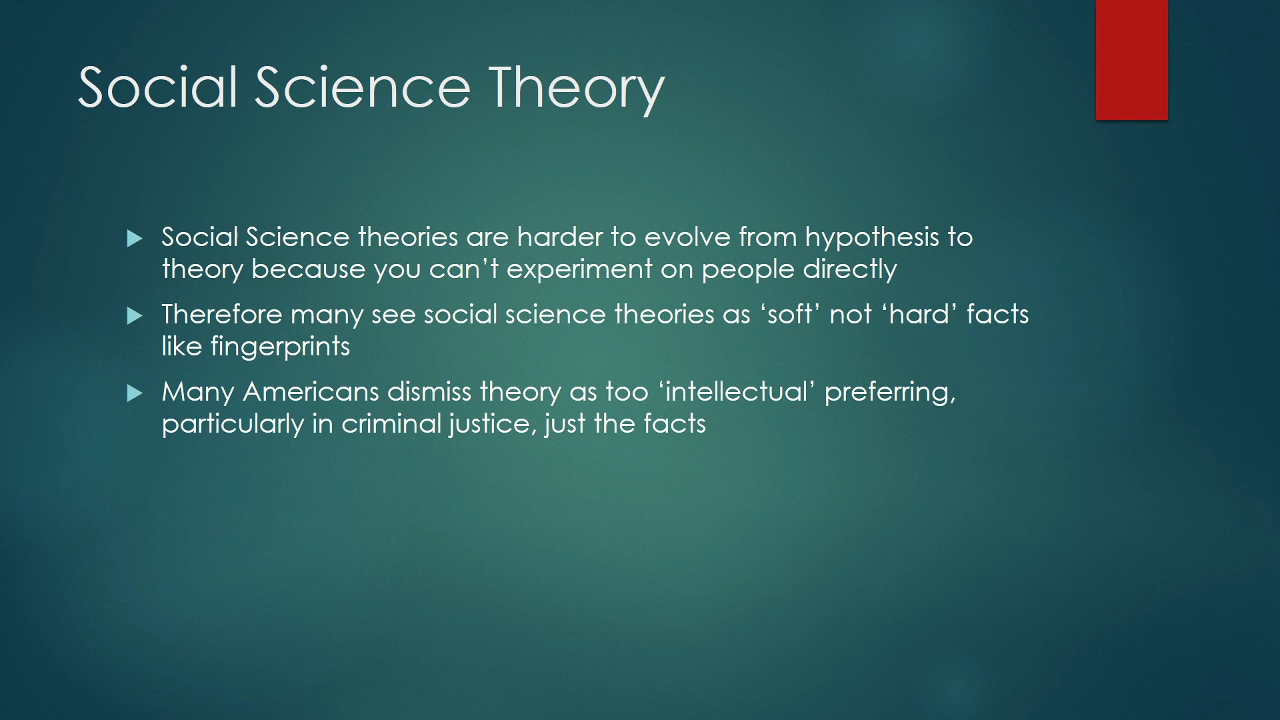 Social Science Theory
Social Science theories are harder to evolve from hypothesis to
theory because you can’t experiment on people directly
Therefore many see social science theories as ‘soft’ not ‘hard’ facts
like fingerprints
Many Americans dismiss theory as too ‘intellectual’ preferring,
particularly in criminal justice, just the facts